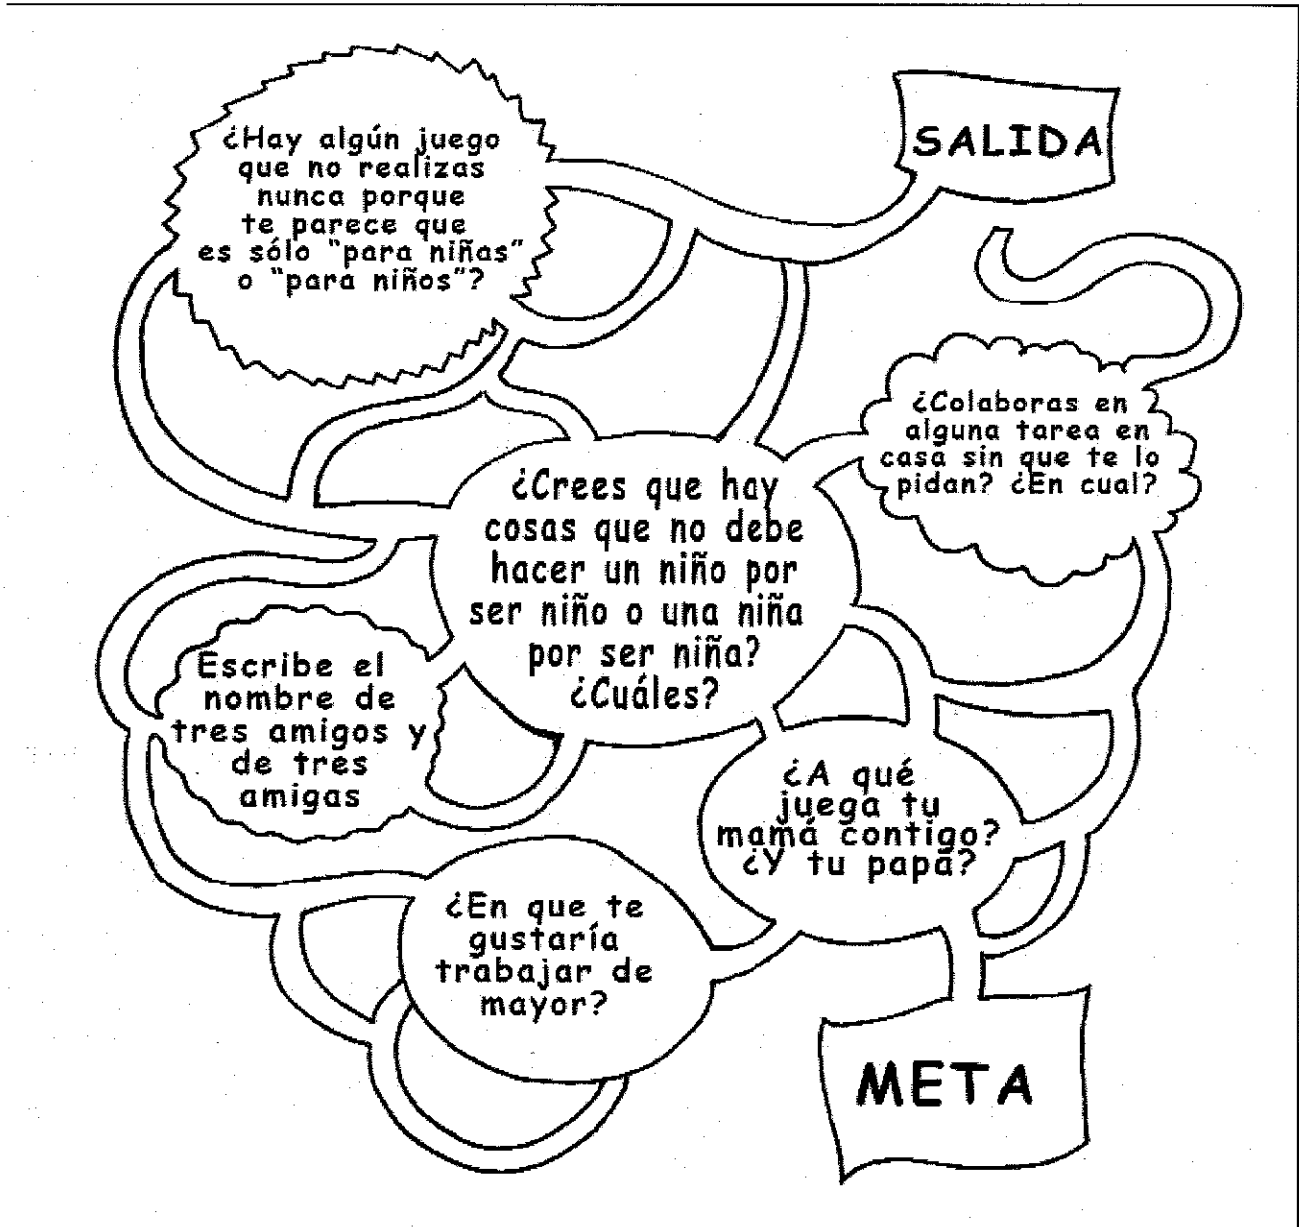 SALIDA
¿Hay algún juego
que no realizas
nunca porque
te parece que
es sólo "para niñas"
o "para niños"?
¿Colaboras en
alguna tarea en
casa sin que te lo
pidan? ¿En cual?
¿Crees que hay
cosas que no debe
hacer un niño por
ser niño o una niña
por ser niña?
¿Cuáles?
Escribe el
nombre de
tres amigos y
de tres
amigas
¿A qué
juega tu
mamá contigo?
¿Y tu papá?
¿En que te
gustaría
trabajar de
mayor?
META